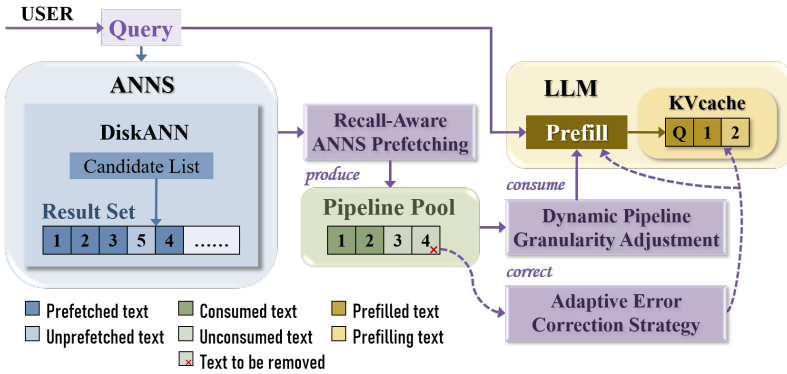 USER
Query
ANNS
DiskANN
Candidate List
Result Set
1 2 3 5 4 ......
Recall-Aware
ANNS Prefetching
produce
Pipeline Pool
1 2 3 4
LLM
Prefill
KVcache
Q 1 2
consume
Dynamic Pipeline
Granularity Adjustment
correct
Adaptive Error
Correction Strategy
Prefetched text
Unprefetched text
Consumed text
Unconsumed text
Text to be removed
Prefilled text
Prefilling text